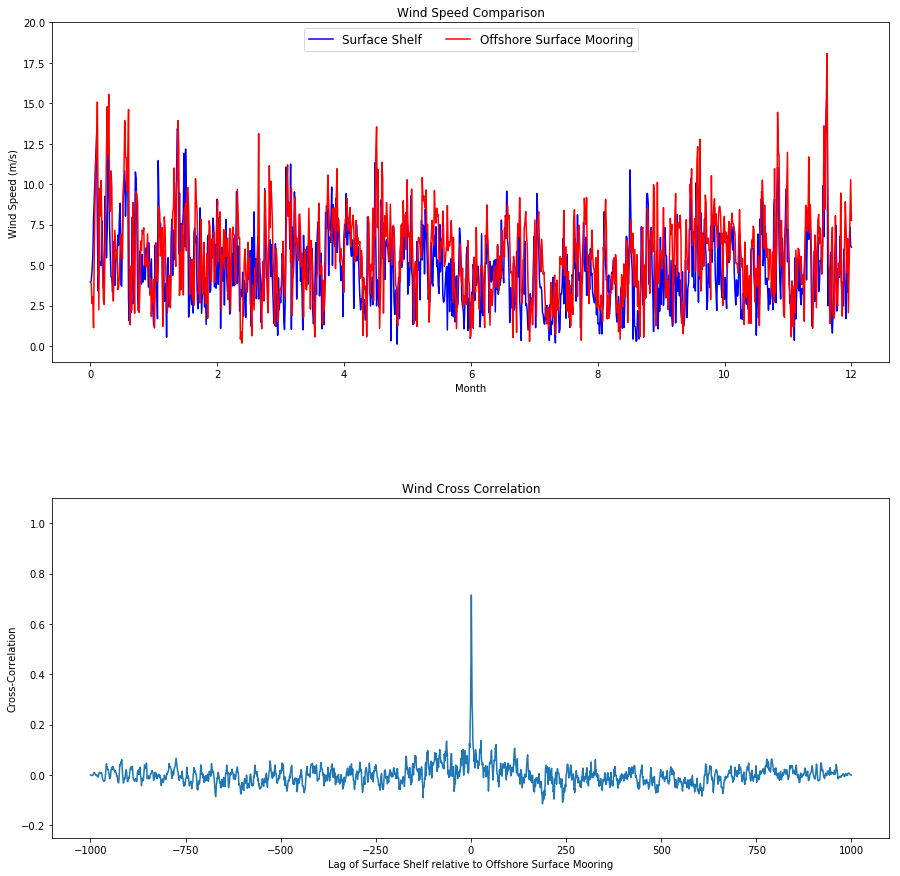 Wind Speed Comparison
20.0
17.5
15.0
12.5
10.0
7.5
5.0
2.5
0.0
Wind Speed (m/s)
Surface Shelf
Offshore Surface Mooring
0 2 4 6 8 10 12
Month
Wind Cross Correlation
1.0
0.8
0.6
0.4
0.2
0.0
−0.2
Cross-Correlation
−1000 −750 −500 −250 0 250 500 750 1000
Lag of Surface Shelf relative to Offshore Surface Mooring